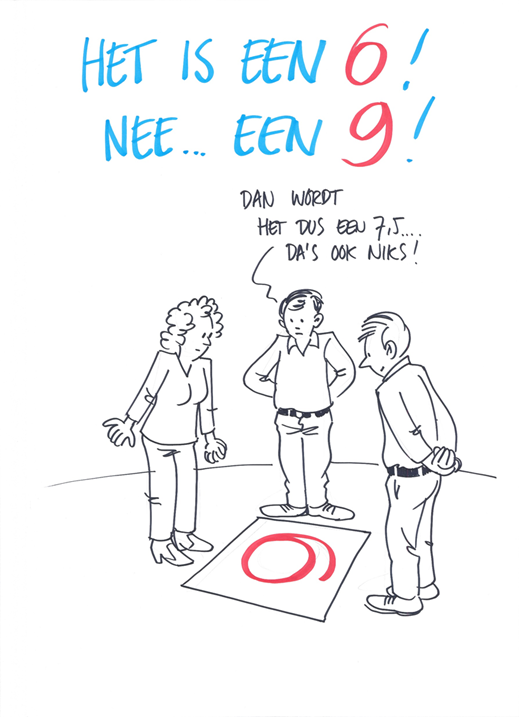 HET IS EEN 6!
NEE... EEN 9!
DAN WORDT
HET DUS EEN 7,5....
DA'S OOK NIKS!